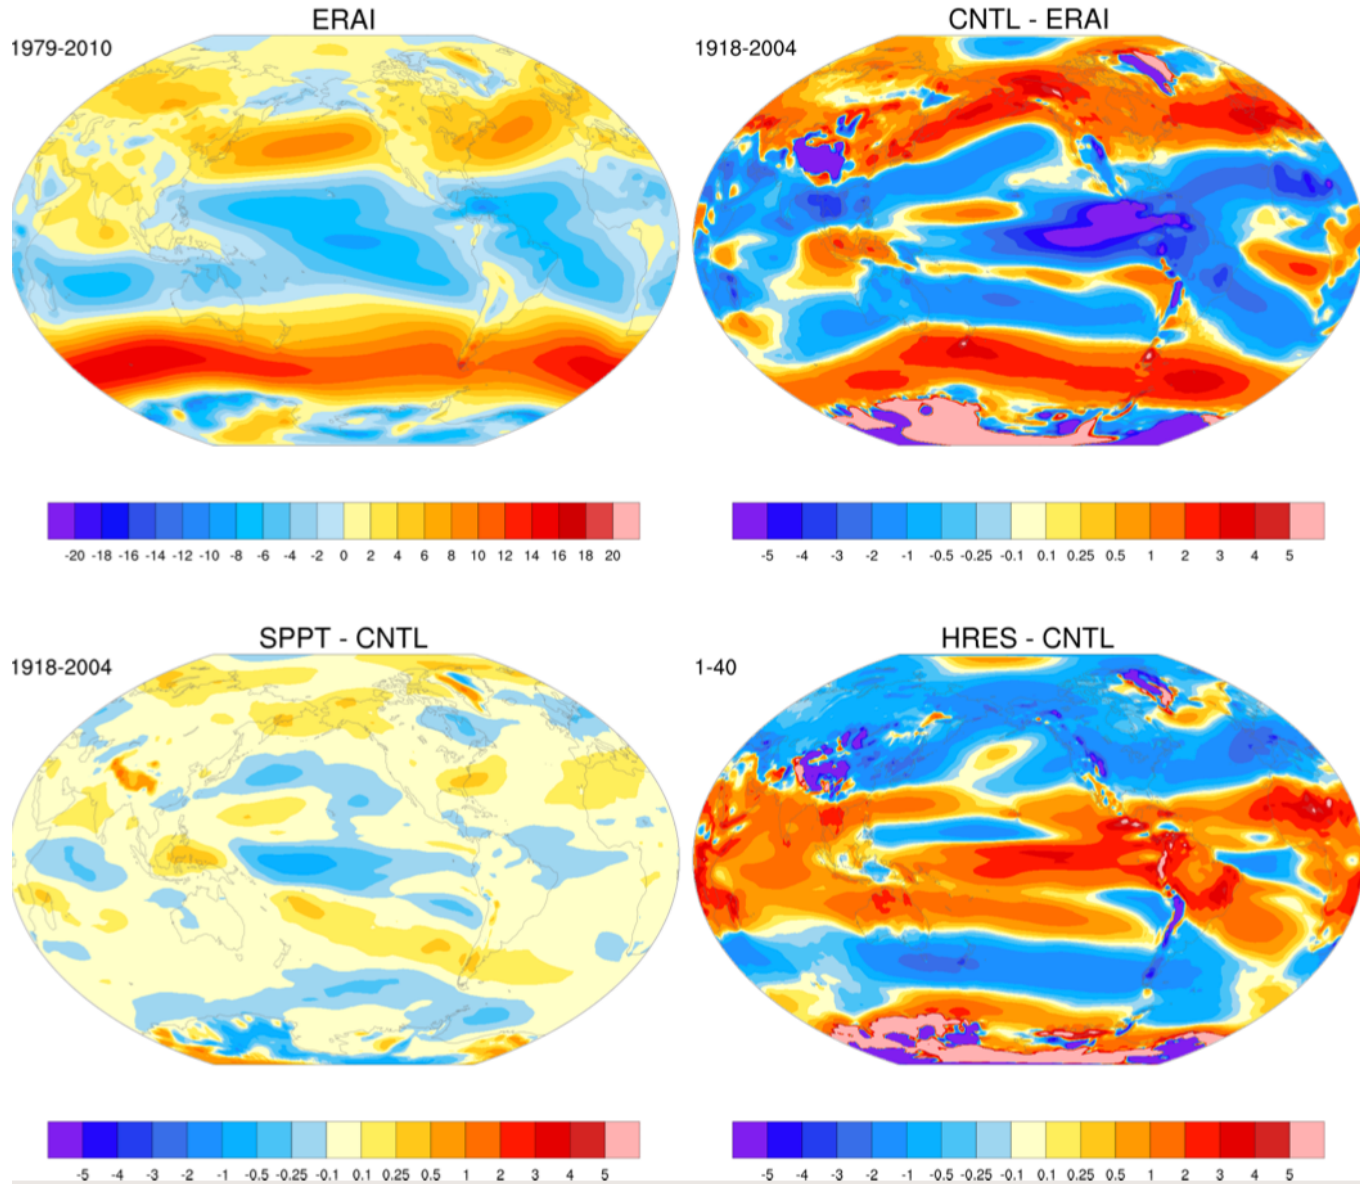 ERAI
1979-2010
-20 -18 -16 -14 -12 -10 -8 -6 -4 -2 0 2 4 6 8 10 12 14 16 18 20
CNTL - ERAI
1918-2004
-5 -4 -3 -2 -1 -0.5 -0.25 -0.1 0.1 0.25 0.5 1 2 3 4 5
SPPT - CNTL
1918-2004
-5 -4 -3 -2 -1 -0.5 -0.25 -0.1 0.1 0.25 0.5 1 2 3 4 5
HRES - CNTL
1-40
-5 -4 -3 -2 -1 -0.5 -0.25 -0.1 0.1 0.25 0.5 1 2 3 4 5